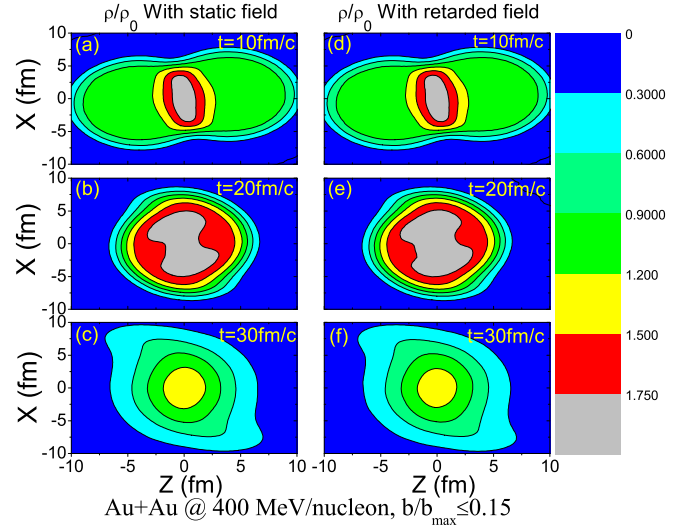 ρ/ρ0 With static field
ρ/ρ0 With retarded field
(a) t=10fm/c
(d) t=10fm/c
(b) t=20fm/c
(e) t=20fm/c
(c) t=30fm/c
(f) t=30fm/c
X (fm)
10
5
0
-5
-10
X (fm)
10
5
0
-5
-10
X (fm)
10
5
0
-5
-10
-10 -5 0 5 10
-5 0 5 10
Z (fm)
Z (fm)
0
0.3000
0.6000
0.9000
1.200
1.500
1.750
Au+Au @ 400 MeV/nucleon, b/bmax≤0.15